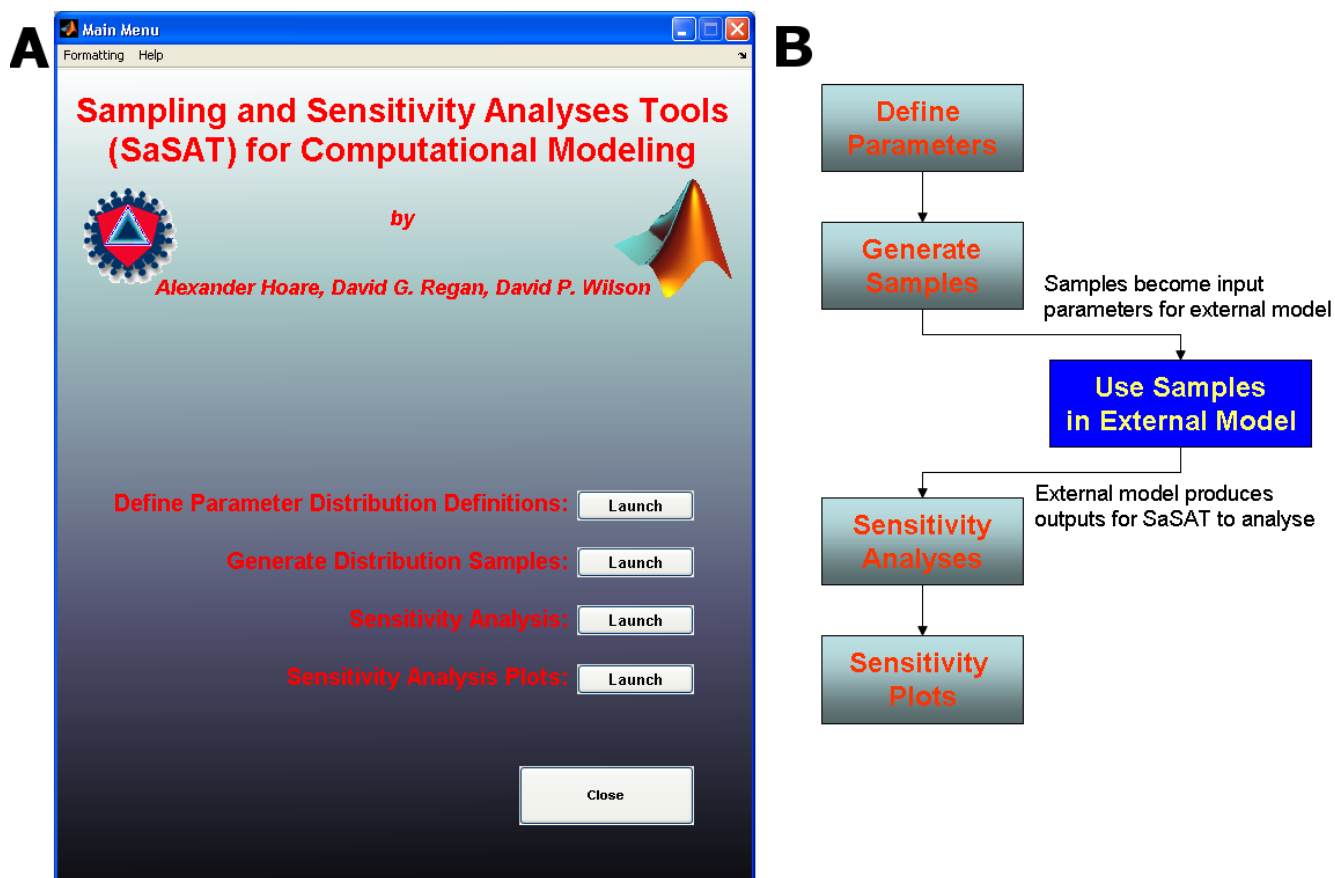 A
Main Menu
Formatting Help
Sampling and Sensitivity Analyses Tools
(SaSAT) for Computational Modeling
by
Alexander Hoare, David G. Regan, David P. Wilson
Define Parameter Distribution Definitions: Launch
Generate Distribution Samples: Launch
Sensitivity Analysis: Launch
Sensitivity Analysis Plots: Launch
Close
B
Define
Parameters
Generate
Samples
Samples become input
parameters for external model
Use Samples
in External Model
External model produces
outputs for SaSAT to analyse
Sensitivity
Analyses
Sensitivity
Plots